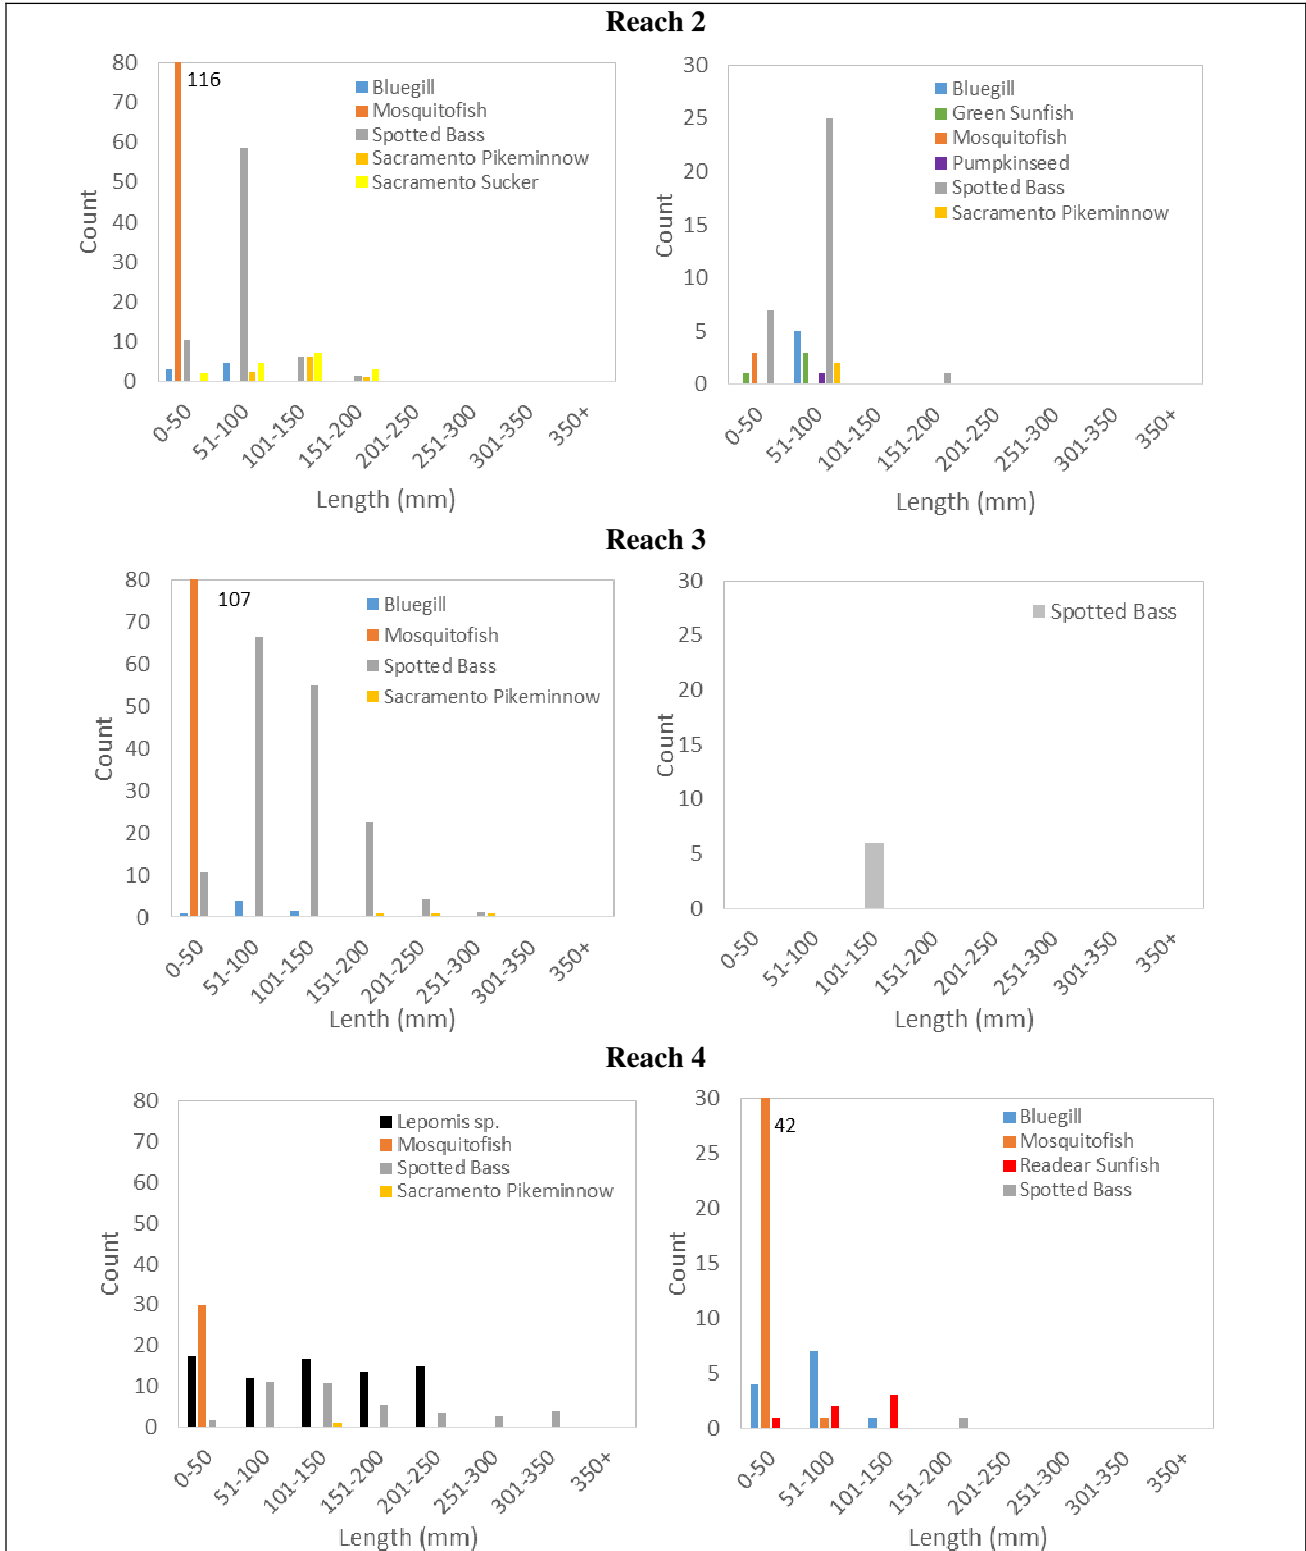 Reach 2
80
70
60
50
40
30
20
10
0
Count
116
Bluegill
Mosquitofish
Spotted Bass
Sacramento Pikeminnow
Sacramento Sucker
0-50
51-100
101-150
151-200
201-250
251-300
301-350
350+
Length (mm)
30
25
20
15
10
5
0
Count
Bluegill
Green Sunfish
Mosquitofish
Pumpkinseed
Spotted Bass
Sacramento Pikeminnow
0-50
51-100
101-150
151-200
201-250
251-300
301-350
350+
Length (mm)
Reach 3
80
70
60
50
40
30
20
10
0
Count
107
Bluegill
Mosquitofish
Spotted Bass
Sacramento Pikeminnow
0-50
51-100
101-150
151-200
201-250
251-300
301-350
350+
Lenth (mm)
30
25
20
15
10
5
0
Count
Spotted Bass
0-50
51-100
101-150
151-200
201-250
251-300
301-350
350+
Length (mm)
Reach 4
80
70
60
50
40
30
20
10
0
Count
Lepomis sp.
Mosquitofish
Spotted Bass
Sacramento Pikeminnow
0-50
51-100
101-150
151-200
201-250
251-300
301-350
350+
Length (mm)
30
25
20
15
10
5
0
Count
42
Bluegill
Mosquitofish
Readear Sunfish
Spotted Bass
0-50
51-100
101-150
151-200
201-250
251-300
301-350
350+
Length (mm)